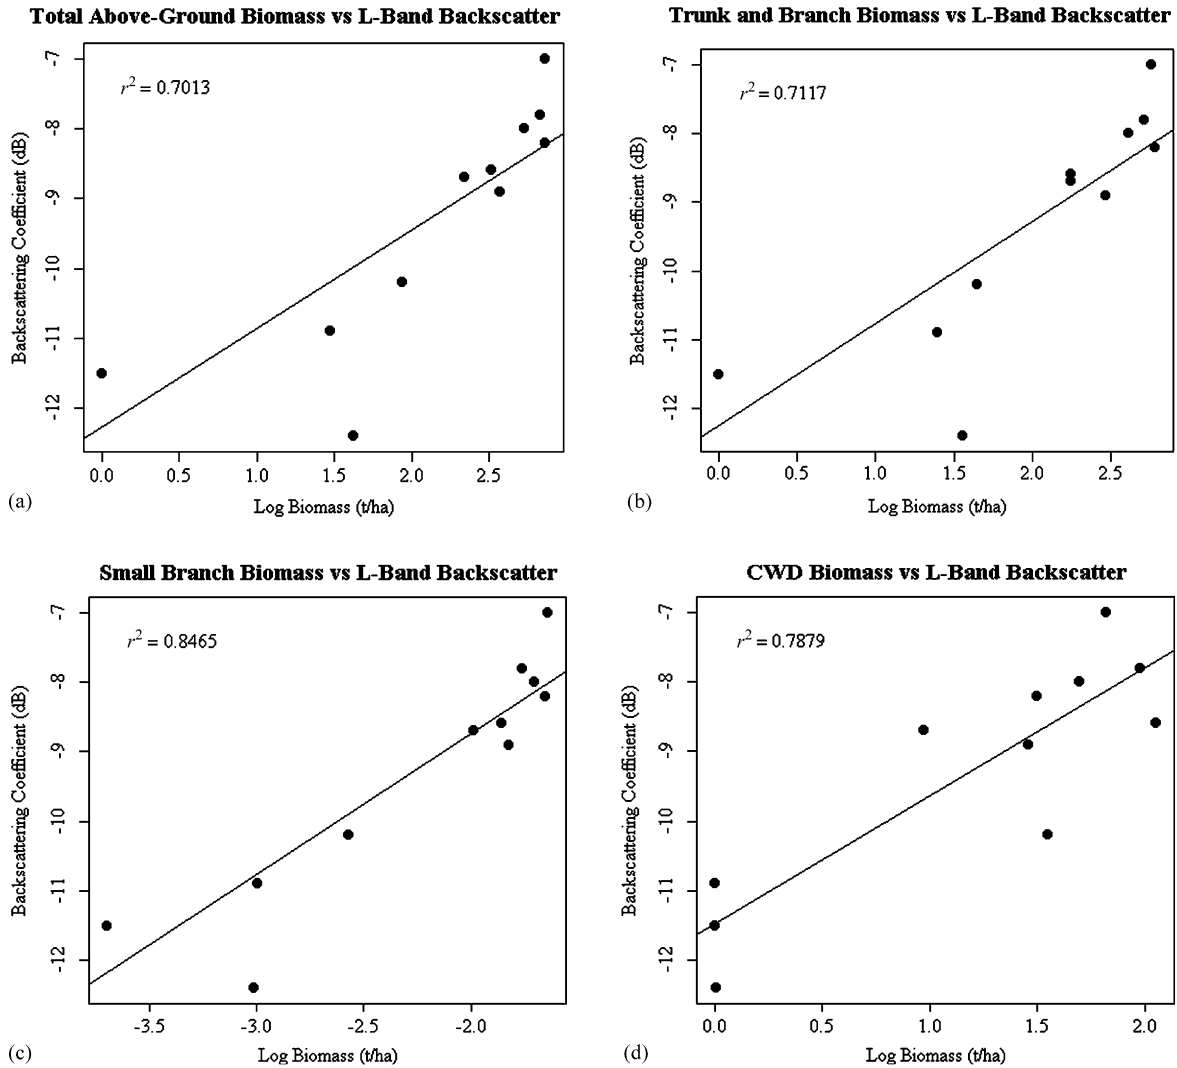 Total Above-Ground Biomass vs L-Band Backscatter
r² = 0.7013
Backscattering Coefficient (dB)
-7
-8
-9
-10
-11
-12
0.0 0.5 1.0 1.5 2.0 2.5
Log Biomass (t/ha)
(a)
Trunk and Branch Biomass vs L-Band Backscatter
r² = 0.7117
Backscattering Coefficient (dB)
-7
-8
-9
-10
-11
-12
0.0 0.5 1.0 1.5 2.0 2.5
Log Biomass (t/ha)
(b)
Small Branch Biomass vs L-Band Backscatter
r² = 0.8465
Backscattering Coefficient (dB)
-7
-8
-9
-10
-11
-12
-3.5 -3.0 -2.5 -2.0
Log Biomass (t/ha)
(c)
CWD Biomass vs L-Band Backscatter
r² = 0.7879
Backscattering Coefficient (dB)
-7
-8
-9
-10
-11
-12
0.0 0.5 1.0 1.5 2.0
Log Biomass (t/ha)
(d)